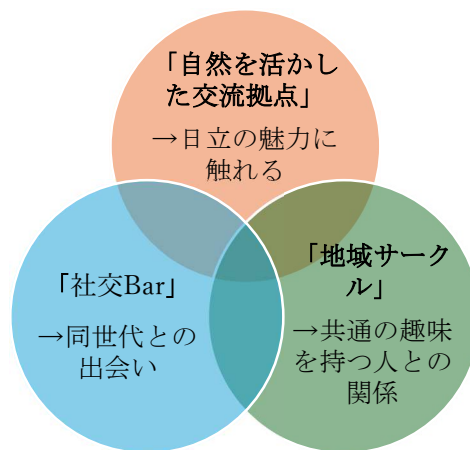 「自然を活かし
た交流拠点」
→日立の魅力に
触れる
「社交Bar」
→同世代との
出会い
「地域サーク
ル」
→共通の趣味
を持つ人との
関係